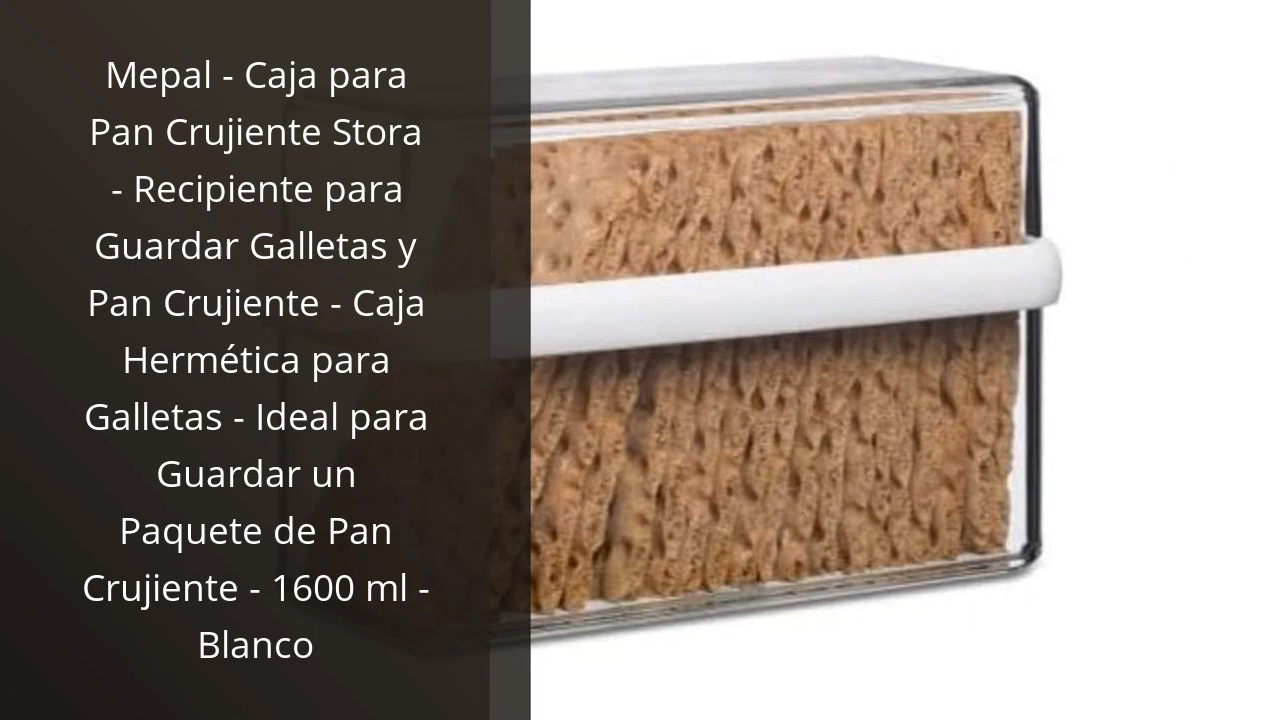 Mepal - Caja para
Pan Crujiente Stora
- Recipiente para
Guardar Galletas y
Pan Crujiente - Caja
Hermética para
Galletas - Ideal para
Guardar un
Paquete de Pan
Crujiente - 1600 ml -
Blanco